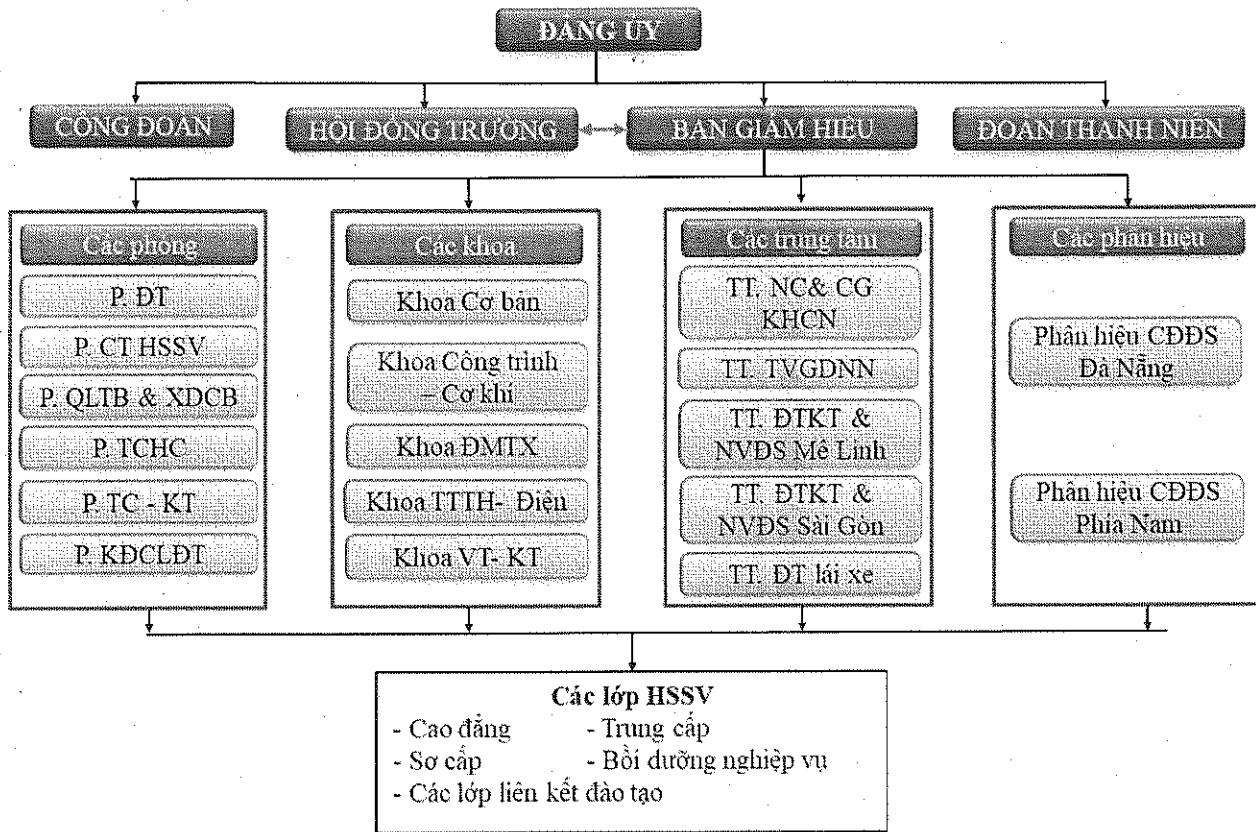 ĐẢNG ỦY
CÔNG ĐOÀN
HỘI ĐỒNG TRƯỜNG
BAN GIÁM HIỆU
ĐOÀN THANH NIÊN
Các phòng
P. ĐT
P. CT HSSV
P. QLTB & XDCB
P. TCHC
P. TC - KT
P. KĐCLĐT
Các khoa
Khoa Cơ bản
Khoa Công trình
– Cơ khí
Khoa ĐMTX
Khoa TTTH- Điện
Khoa VT- KT
Các trung tâm
TT. NC& CG
KHCN
TT. TVGDNN
TT. ĐTKT &
NVĐS Mê Linh
TT. ĐTKT &
NVĐS Sài Gòn
TT. ĐT lái xe
Các phân hiệu
Phân hiệu CĐĐS
Đà Nẵng
Phân hiệu CĐĐS
Phía Nam
Các lớp HSSV
- Cao đẳng - Trung cấp
- Sơ cấp - Bồi dưỡng nghiệp vụ
- Các lớp liên kết đào tạo